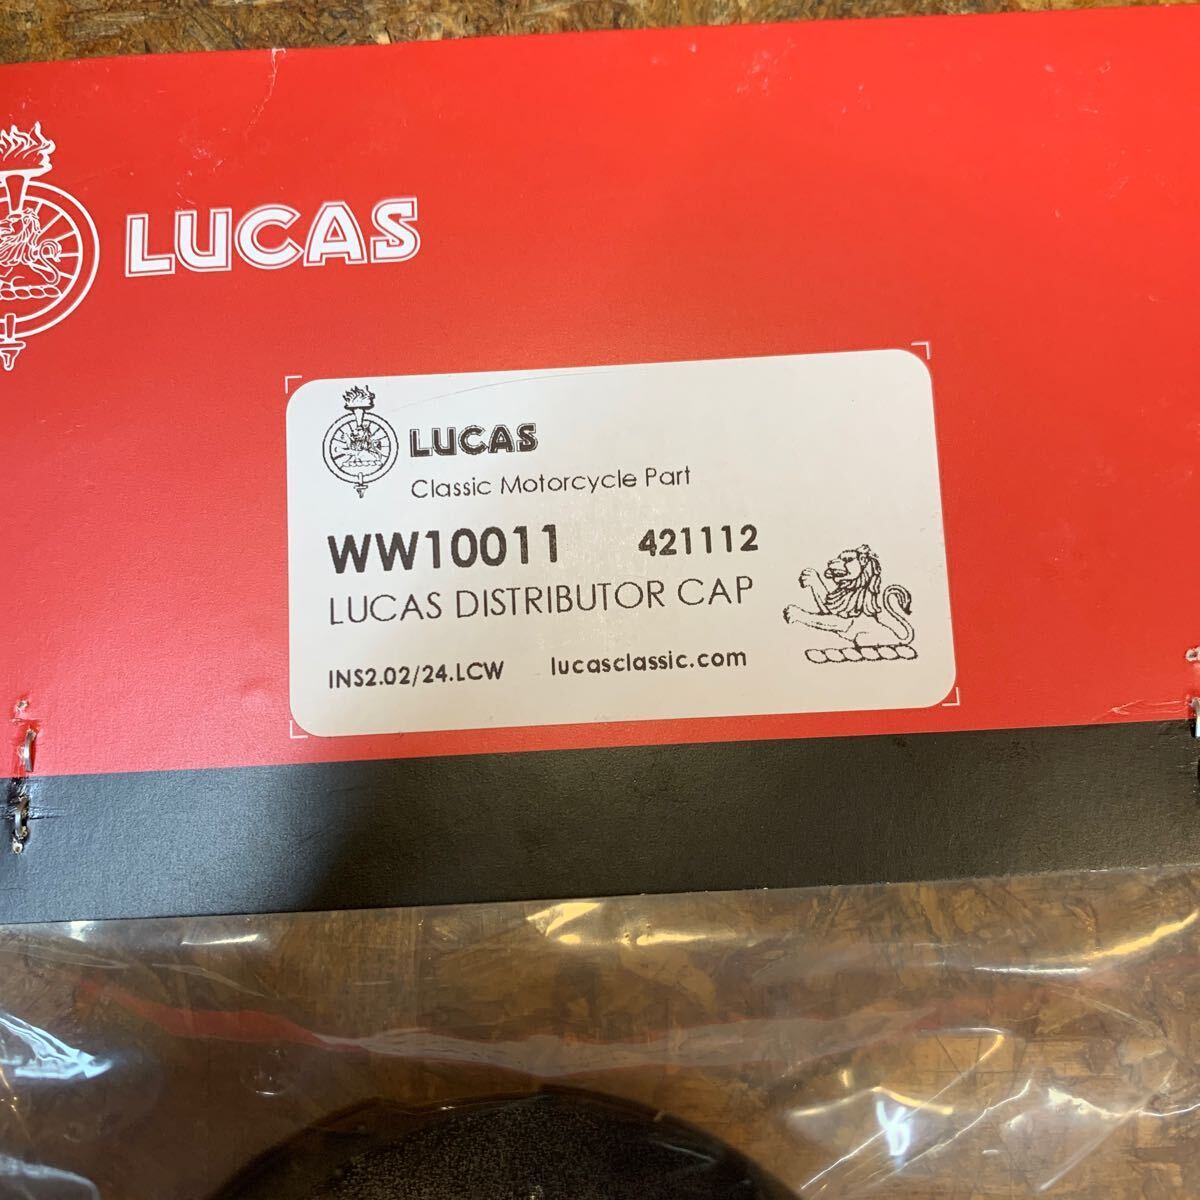 LUCAS
LUCAS
Classic Motorcycle Part
WW10011 421112
LUCAS DISTRIBUTOR CAP
INS2.02/24.LCW lucasclassic.com